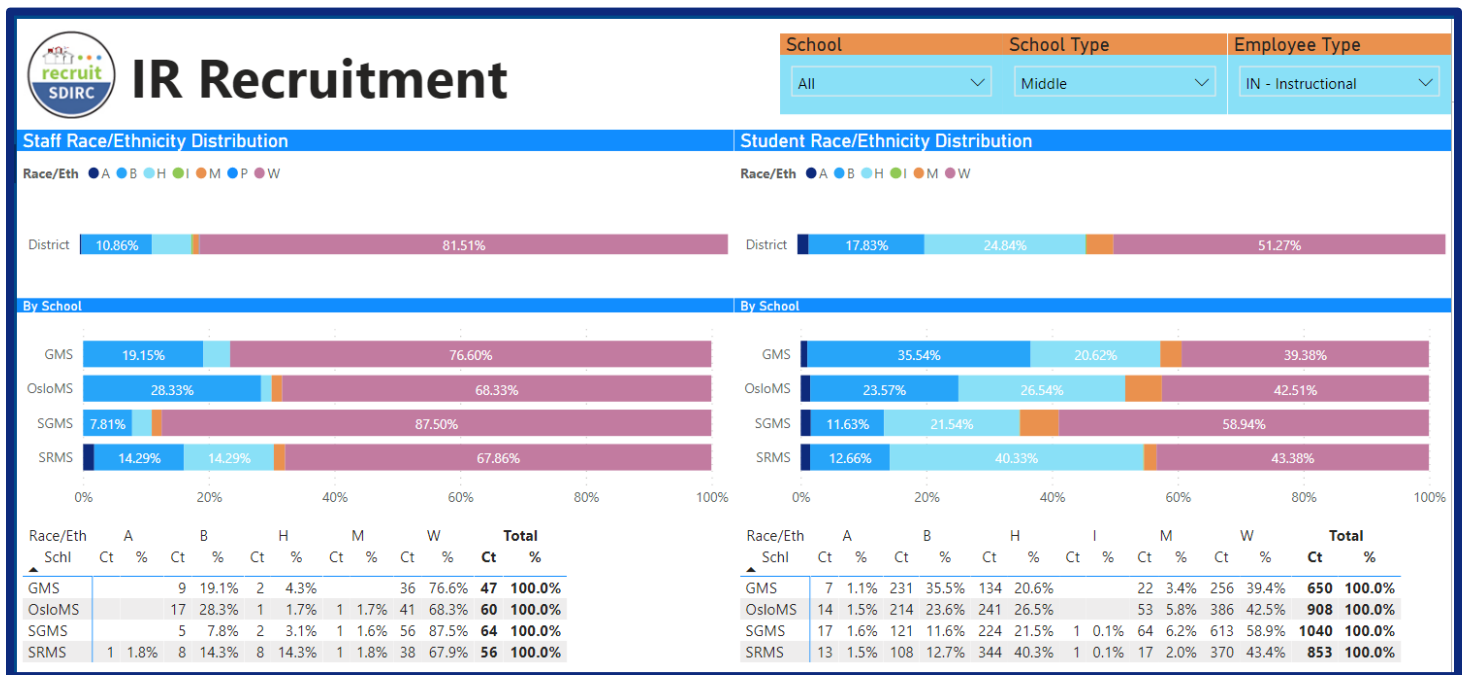 recruit
SDIRC
IR Recruitment
School School Type Employee Type
All Middle IN - Instructional
Staff Race/Ethnicity Distribution
Race/Eth A B H I M P W
District 10.86% 81.51%
By School
GMS 19.15% 76.60%
OsloMS 28.33% 68.33%
SGMS 7.81% 87.50%
SRMS 14.29% 14.29% 67.86%
0% 20% 40% 60% 80% 100%
Race/Eth A B H M W Total
Schl Ct % Ct % Ct % Ct % Ct % Ct %
GMS 9 19.1% 2 4.3% 36 76.6% 47 100.0%
OsloMS 17 28.3% 1 1.7% 1 1.7% 41 68.3% 60 100.0%
SGMS 5 7.8% 2 3.1% 1 1.6% 56 87.5% 64 100.0%
SRMS 1 1.8% 8 14.3% 8 14.3% 1 1.8% 38 67.9% 56 100.0%
Student Race/Ethnicity Distribution
Race/Eth A B H I M W
District 17.83% 24.84% 51.27%
By School
GMS 35.54% 20.62% 39.38%
OsloMS 23.57% 26.54% 42.51%
SGMS 11.63% 21.54% 58.94%
SRMS 12.66% 40.33% 43.38%
0% 20% 40% 60% 80% 100%
Race/Eth A B H I M W Total
Schl Ct % Ct % Ct % Ct % Ct % Ct % Ct %
GMS 7 1.1% 231 35.5% 134 20.6% 22 3.4% 256 39.4% 650 100.0%
OsloMS 14 1.5% 214 23.6% 241 26.5% 53 5.8% 386 42.5% 908 100.0%
SGMS 17 1.6% 121 11.6% 224 21.5% 1 0.1% 64 6.2% 613 58.9% 1040 100.0%
SRMS 13 1.5% 108 12.7% 344 40.3% 1 0.1% 17 2.0% 370 43.4% 853 100.0%